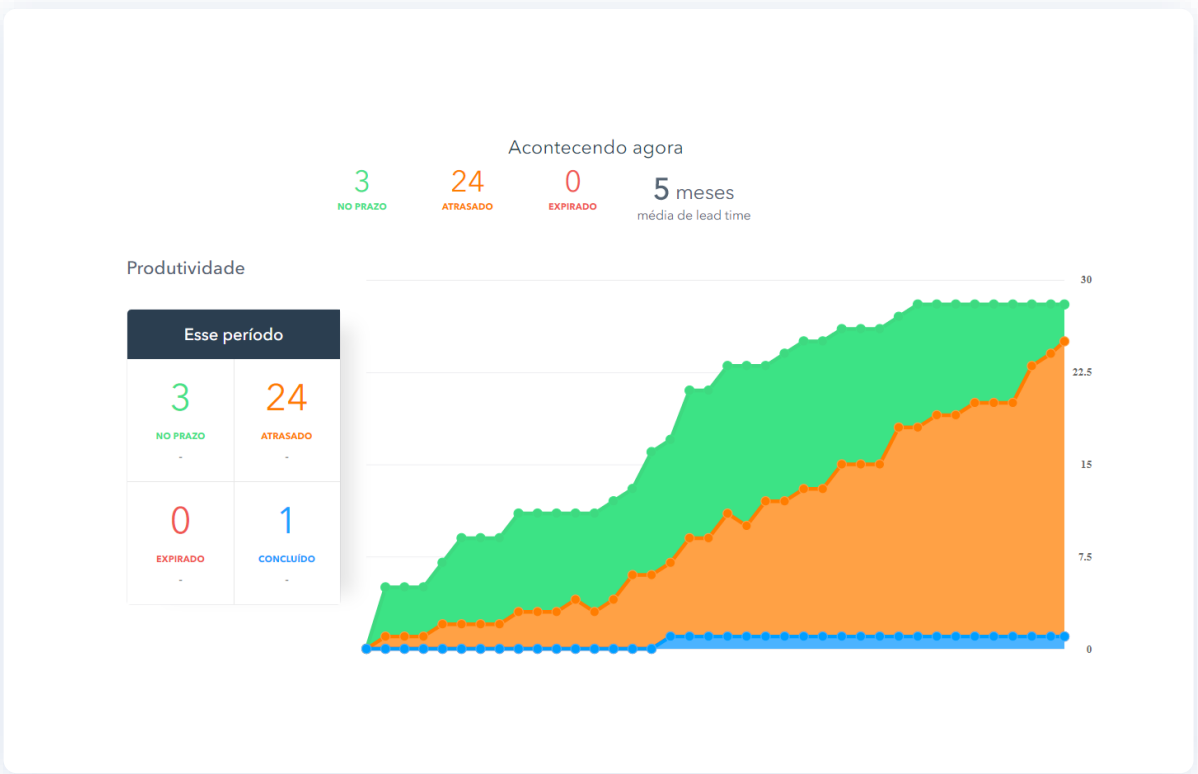 Acontecendo agora
3 24 0 5 meses
NO PRAZO ATRASADO EXPIRADO média de lead time
Produtividade
Esse período
3 24
NO PRAZO ATRASADO
- -
0 1
EXPIRADO CONCLUÍDO
- -
30
22.5
15
7.5
0